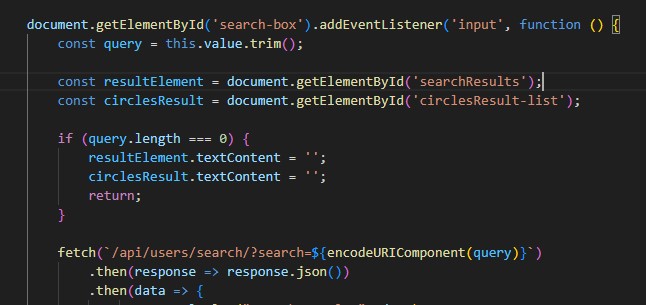 document.getElementById('search-box').addEventListener('input', function () {
const query = this.value.trim();
const resultElement = document.getElementById('searchResults');
const circlesResult = document.getElementById('circlesResult-list');
if (query.length === 0) {
resultElement.textContent = '';
circlesResult.textContent = '';
return;
}
fetch(`/api/users/search/?search=${encodeURIComponent(query)}`)
.then(response => response.json())
.then(data => {